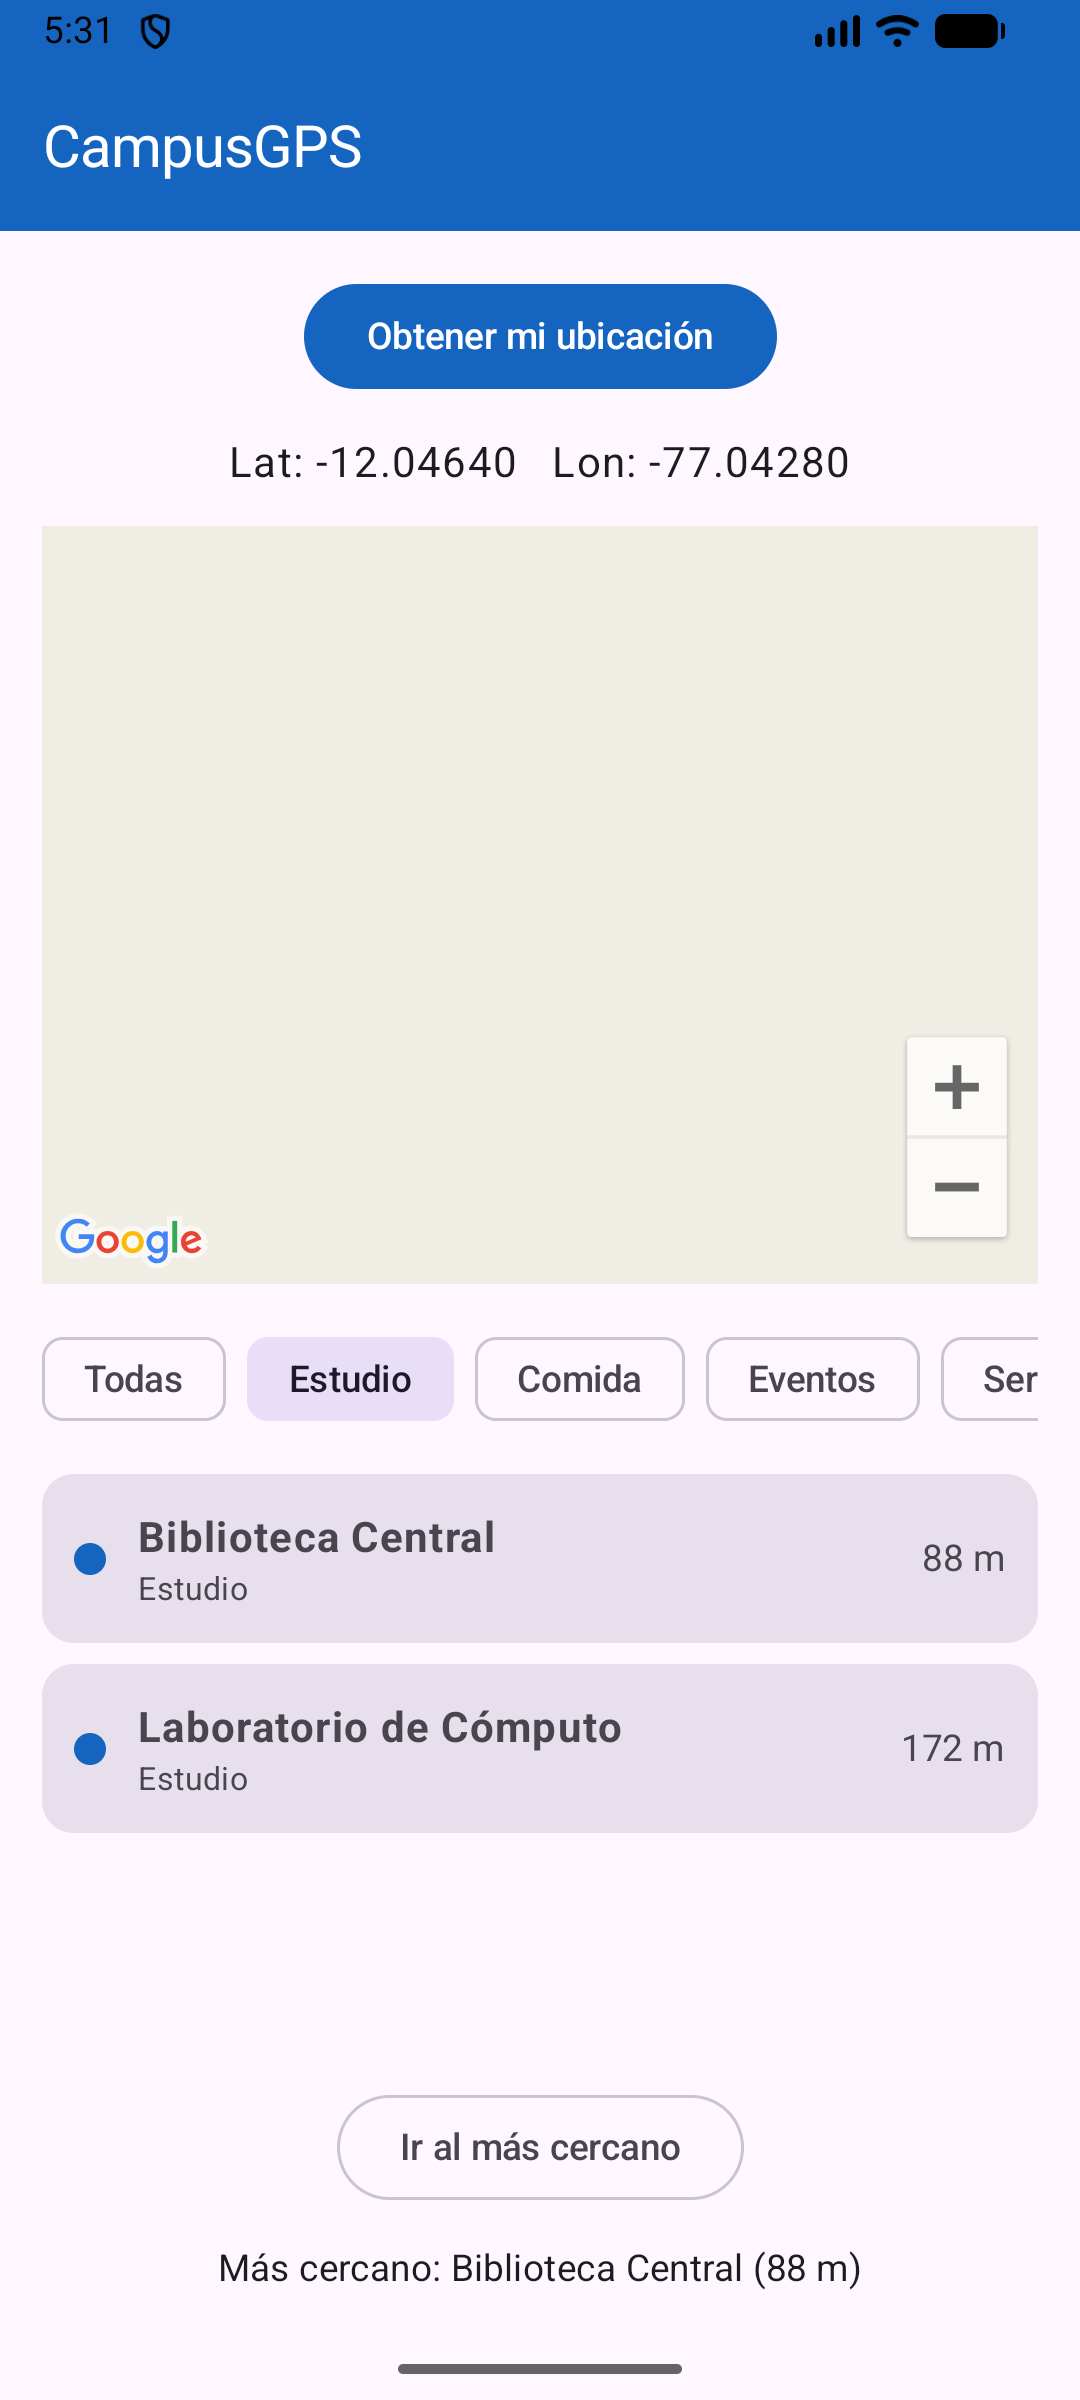 5:31
CampusGPS
Obtener mi ubicación
Lat: -12.04640   Lon: -77.04280
Google
Todas
Estudio
Comida
Eventos
Ser
Biblioteca Central
Estudio
88 m
Laboratorio de Cómputo
Estudio
172 m
Ir al más cercano
Más cercano: Biblioteca Central (88 m)